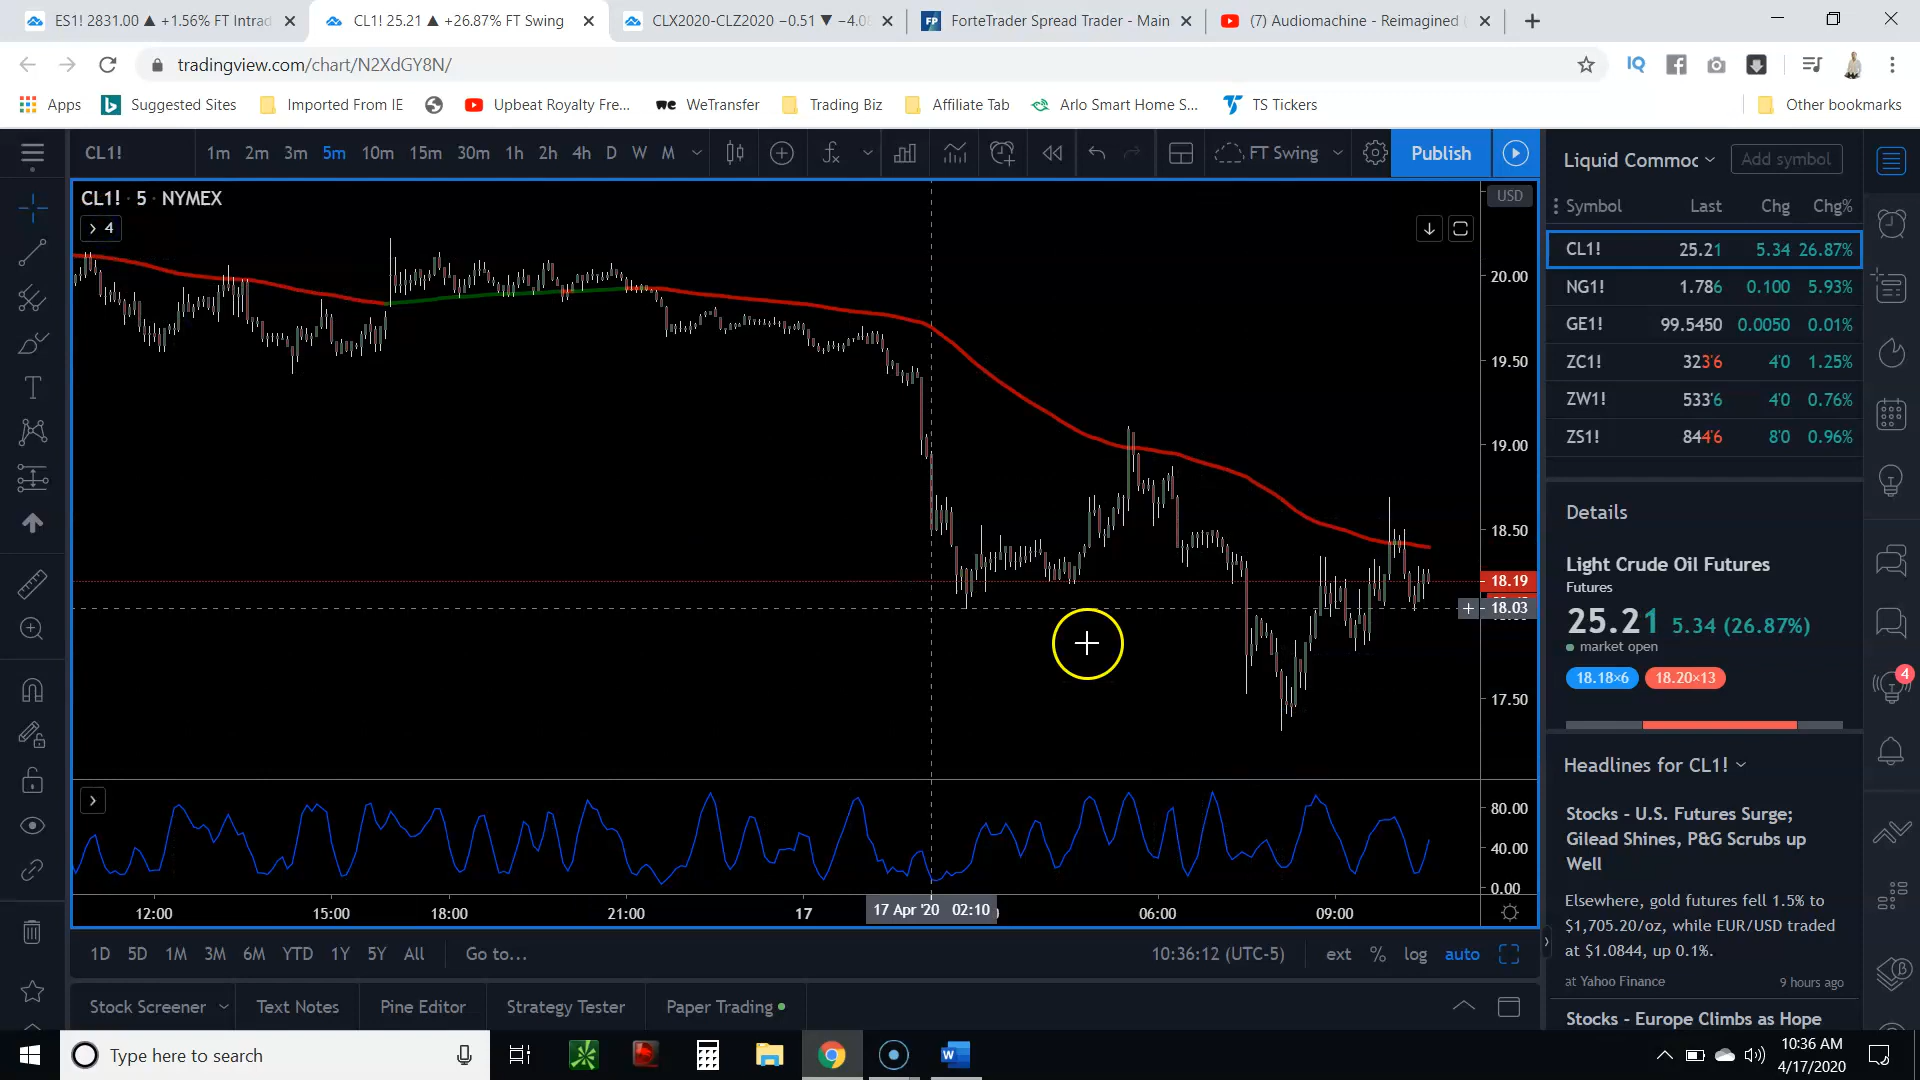 ES1! 2831.00 ▲ +1.56% FT Intrad
CL1! 25.21 ▲ +26.87% FT Swing
CLX2020-CLZ2020 −0.51 ▼ −4.0
FP ForteTrader Spread Trader - Main
(7) Audiomachine - Reimagined
tradingview.com/chart/N2XdGY8N/
IQ
Apps
Suggested Sites
Imported From IE
Upbeat Royalty Fre...
we WeTransfer
Trading Biz
Affiliate Tab
Arlo Smart Home S...
TS Tickers
Other bookmarks
CL1! 1m 2m 3m 5m 10m 15m 30m 1h 2h 4h D W M
FT Swing
Publish
CL1! · 5 · NYMEX
4
USD
20.00
19.50
19.00
18.50
18.19
18.03
17.50
80.00
40.00
0.00
12:00 15:00 18:00 21:00 17 17 Apr '20 02:10 06:00 09:00
1D 5D 1M 3M 6M YTD 1Y 5Y All Go to... 10:36:12 (UTC-5) ext % log auto
Stock Screener Text Notes Pine Editor Strategy Tester Paper Trading
Liquid Commoc Add symbol
Symbol Last Chg Chg%
CL1! 25.21 5.34 26.87%
NG1! 1.786 0.100 5.93%
GE1! 99.5450 0.0050 0.01%
ZC1! 323'6 4'0 1.25%
ZW1! 533'6 4'0 0.76%
ZS1! 844'6 8'0 0.96%
Details
Light Crude Oil Futures
Futures
25.21 5.34 (26.87%)
market open
18.18×6 18.20×13
Headlines for CL1!
Stocks - U.S. Futures Surge;
Gilead Shines, P&G Scrubs up
Well
Elsewhere, gold futures fell 1.5% to
$1,705.20/oz, while EUR/USD traded
at $1.0844, up 0.1%.
at Yahoo Finance 9 hours ago
Stocks - Europe Climbs as Hope
4
Type here to search
W
10:36 AM
4/17/2020